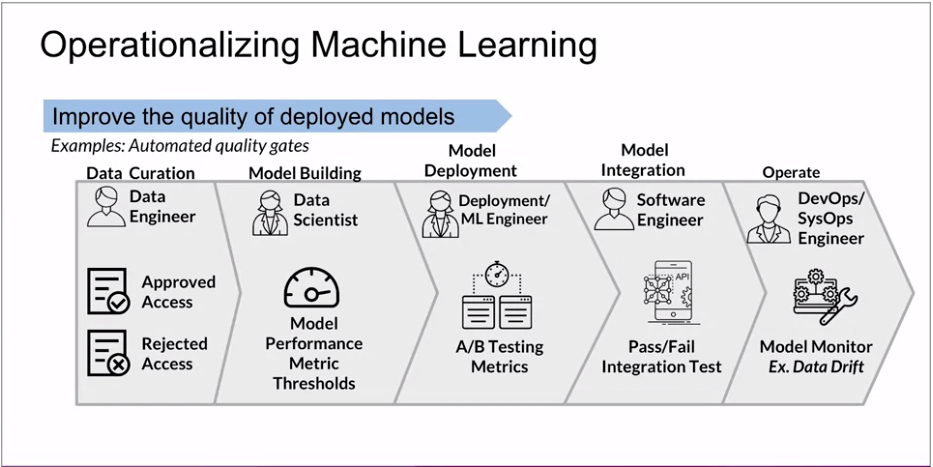 Operationalizing Machine Learning
Improve the quality of deployed models
Examples: Automated quality gates
Data Curation
Data
Engineer
Approved
Access
Rejected
Access
Model Building
Data
Scientist
Model
Performance
Metric
Thresholds
Model
Deployment
Deployment/
ML Engineer
A/B Testing
Metrics
Model
Integration
Software
Engineer
API
Pass/Fail
Integration Test
Operate
DevOps/
SysOps
Engineer
Model Monitor
Ex. Data Drift